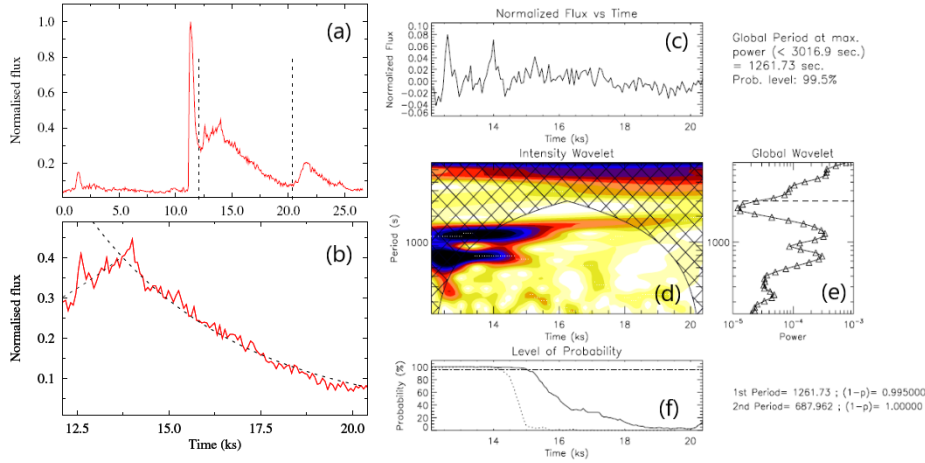 (a)
Normalised flux
1.0
0.8
0.6
0.4
0.2
0.0 5.0 10.0 15.0 20.0 25.0
(b)
Normalised flux
0.4
0.3
0.2
0.1
12.5 15.0 17.5 20.0
Time (ks)
Normalized Flux vs Time
(c)
Normalized Flux
0.10
0.08
0.06
0.04
0.02
0.00
-0.02
-0.04
-0.06
14 16 18 20
Time (ks)
Global Period at max.
power (< 3016.9 sec.)
= 1261.73 sec.
Prob. level: 99.5%
Intensity Wavelet
Period (s)
1000
(d)
14 16 18 20
Time (ks)
Global Wavelet
1000
(e)
10⁻⁵ 10⁻⁴ 10⁻³
Power
Level of Probability
Probability (%)
100
80
60
40
20
0
(f)
14 16 18 20
Time (ks)
1st Period= 1261.73 ; (1-p)= 0.995000
2nd Period= 687.962 ; (1-p)= 1.00000